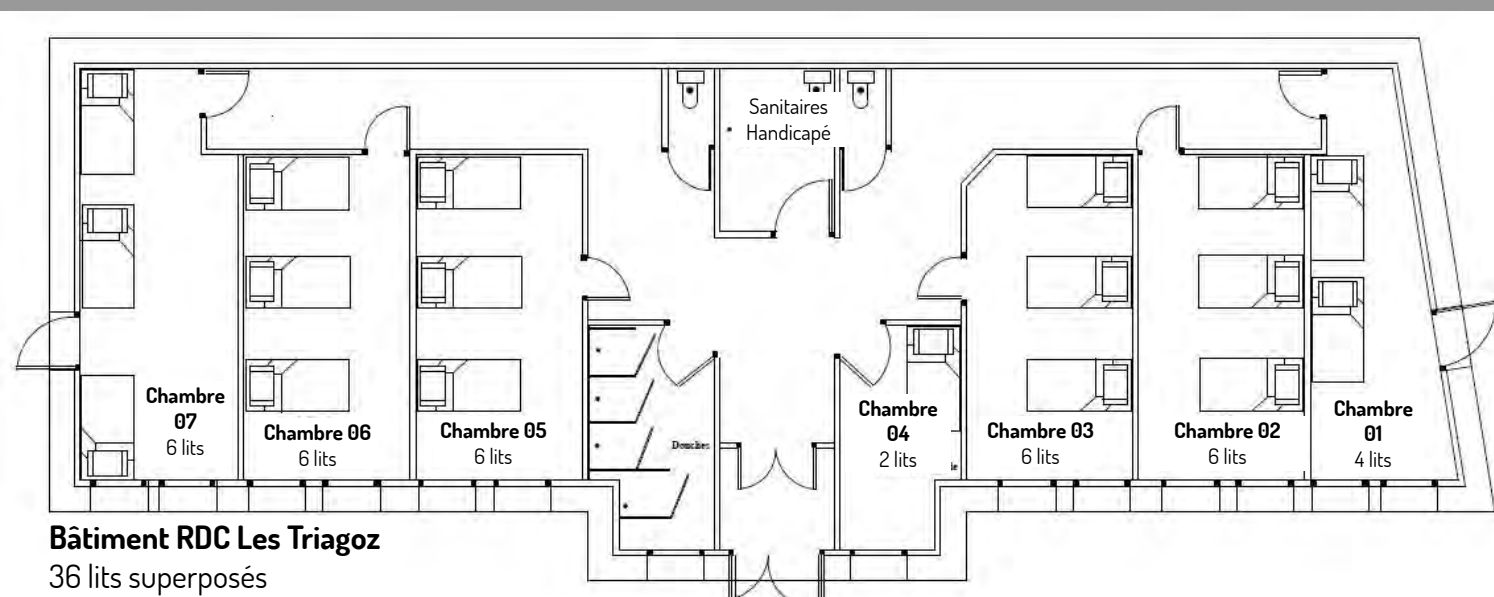 Sanitaires
Handicapé
Chambre
07
6 lits
Chambre 06
6 lits
Chambre 05
6 lits
Douches
Chambre
04
2 lits
Chambre 03
6 lits
Chambre 02
6 lits
Chambre
01
4 lits
Bâtiment RDC Les Triagoz
36 lits superposés